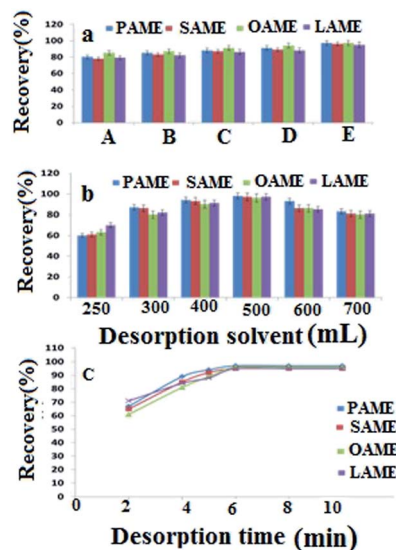 Recovery(%)
120
100
80
60
40
20
0
a
PAME SAME OAME LAME
A B C D E
Recovery(%)
120
100
80
60
40
20
0
b
PAME SAME OAME LAME
250 300 400 500 600 700
Desorption solvent (mL)
Recovery(%)
110
100
90
80
70
60
50
40
30
20
10
0
C
PAME
SAME
OAME
LAME
0 2 4 6 8 10
Desorption time (min)